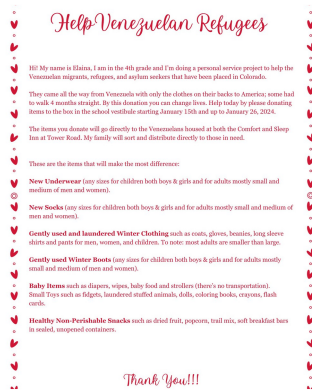 Help Venezuelan Refugees
Hi! My name is Elaina, I am in the 4th grade and I'm doing a personal service project to help the
Venezuelan migrants, refugees, and asylum seekers that have been placed in Colorado.
They came all the way from Venezuela with only the clothes on their backs to America; some had
to walk 4 months straight. By this donation you can change lives. Help today by please donating
items to the box in the school vestibule starting January 15th and up to January 26, 2024.
The items you donate will go directly to the Venezuelans housed at both the Comfort and Sleep
Inn at Tower Road. My family will sort and distribute directly to those in need.
These are the items that will make the most difference:
New Underwear (any sizes for children both boys & girls and for adults mostly small and
medium of men and women).
New Socks (any sizes for children both boys & girls and for adults mostly small and medium of
men and women).
Gently used and laundered Winter Clothing such as coats, gloves, beanies, long sleeve
shirts and pants for men, women, and children. To note: most adults are smaller than large.
Gently used Winter Boots (any sizes for children both boys & girls and for adults mostly
small and medium of men and women).
Baby Items such as diapers, wipes, baby food and strollers (there's no transportation).
Small Toys such as fidgets, laundered stuffed animals, dolls, coloring books, crayons, flash
cards.
Healthy Non-Perishable Snacks such as dried fruit, popcorn, trail mix, soft breakfast bars
in sealed, unopened containers.
Thank You!!!